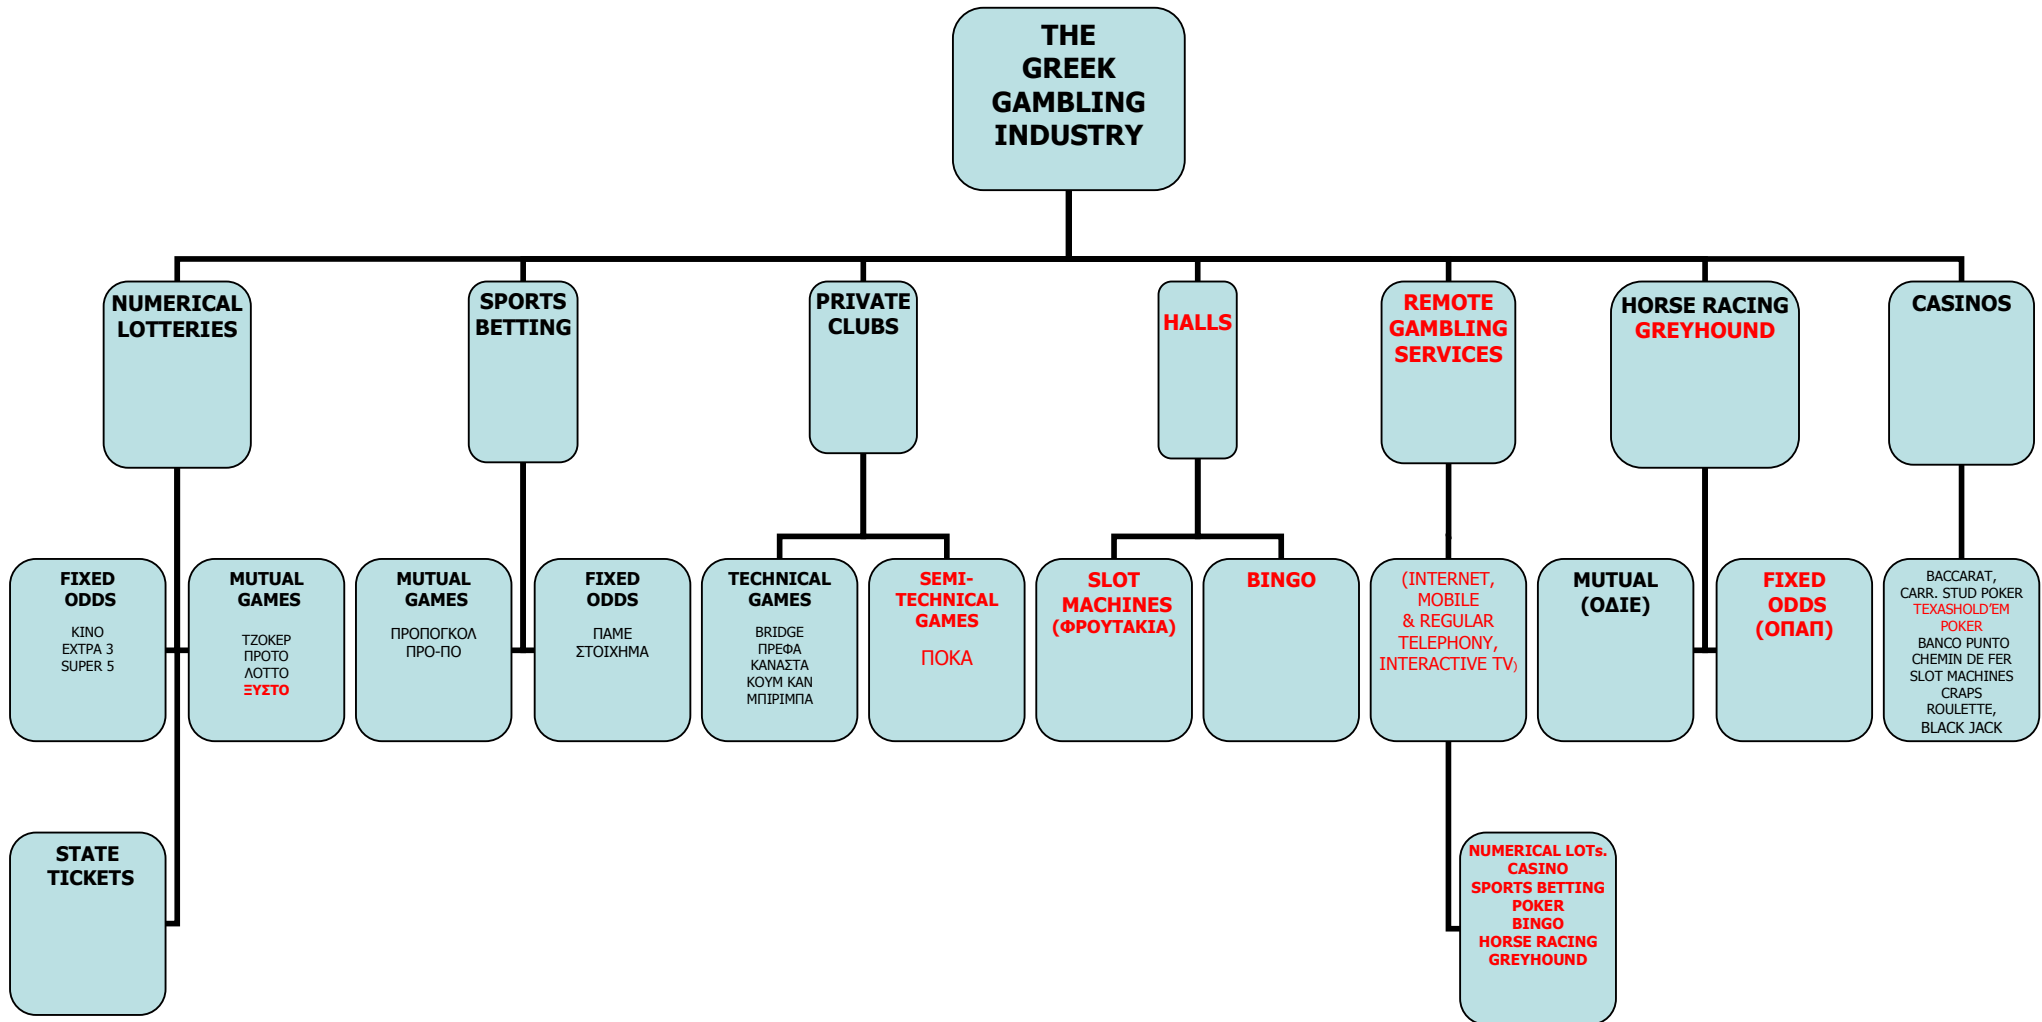 THE
GREEK
GAMBLING
INDUSTRY
NUMERICAL
LOTTERIES
SPORTS
BETTING
PRIVATE
CLUBS
HALLS
REMOTE
GAMBLING
SERVICES
HORSE RACING
GREYHOUND
CASINOS
FIXED
ODDS
ΚΙΝΟ
ΕΧΤΡΑ 3
SUPER 5
MUTUAL
GAMES
ΤΖΟΚΕΡ
ΠΡΟΤΟ
ΛΟΤΤΟ
ΞΥΣΤΟ
MUTUAL
GAMES
ΠΡΟΠΟΓΚΟΛ
ΠΡΟ-ΠΟ
FIXED
ODDS
ΠΑΜΕ
ΣΤΟΙΧΗΜΑ
TECHNICAL
GAMES
BRIDGE
ΠΡΕΦΑ
ΚΑΝΑΣΤΑ
ΚΟΥΜ ΚΑΝ
ΜΠΙΡΙΜΠΑ
SEMI-
TECHNICAL
GAMES
ΠΟΚΑ
SLOT
MACHINES
(ΦΡΟΥΤΑΚΙΑ)
BINGO
(INTERNET,
MOBILE
& REGULAR
TELEPHONY,
INTERACTIVE TV)
MUTUAL
(ΟΔΙΕ)
FIXED
ODDS
(ΟΠΑΠ)
BACCARAT,
CARR. STUD POKER
TEXASHOLD'EM
POKER
BANCO PUNTO
CHEMIN DE FER
SLOT MACHINES
CRAPS
ROULETTE,
BLACK JACK
STATE
TICKETS
NUMERICAL LOTs.
CASINO
SPORTS BETTING
POKER
BINGO
HORSE RACING
GREYHOUND